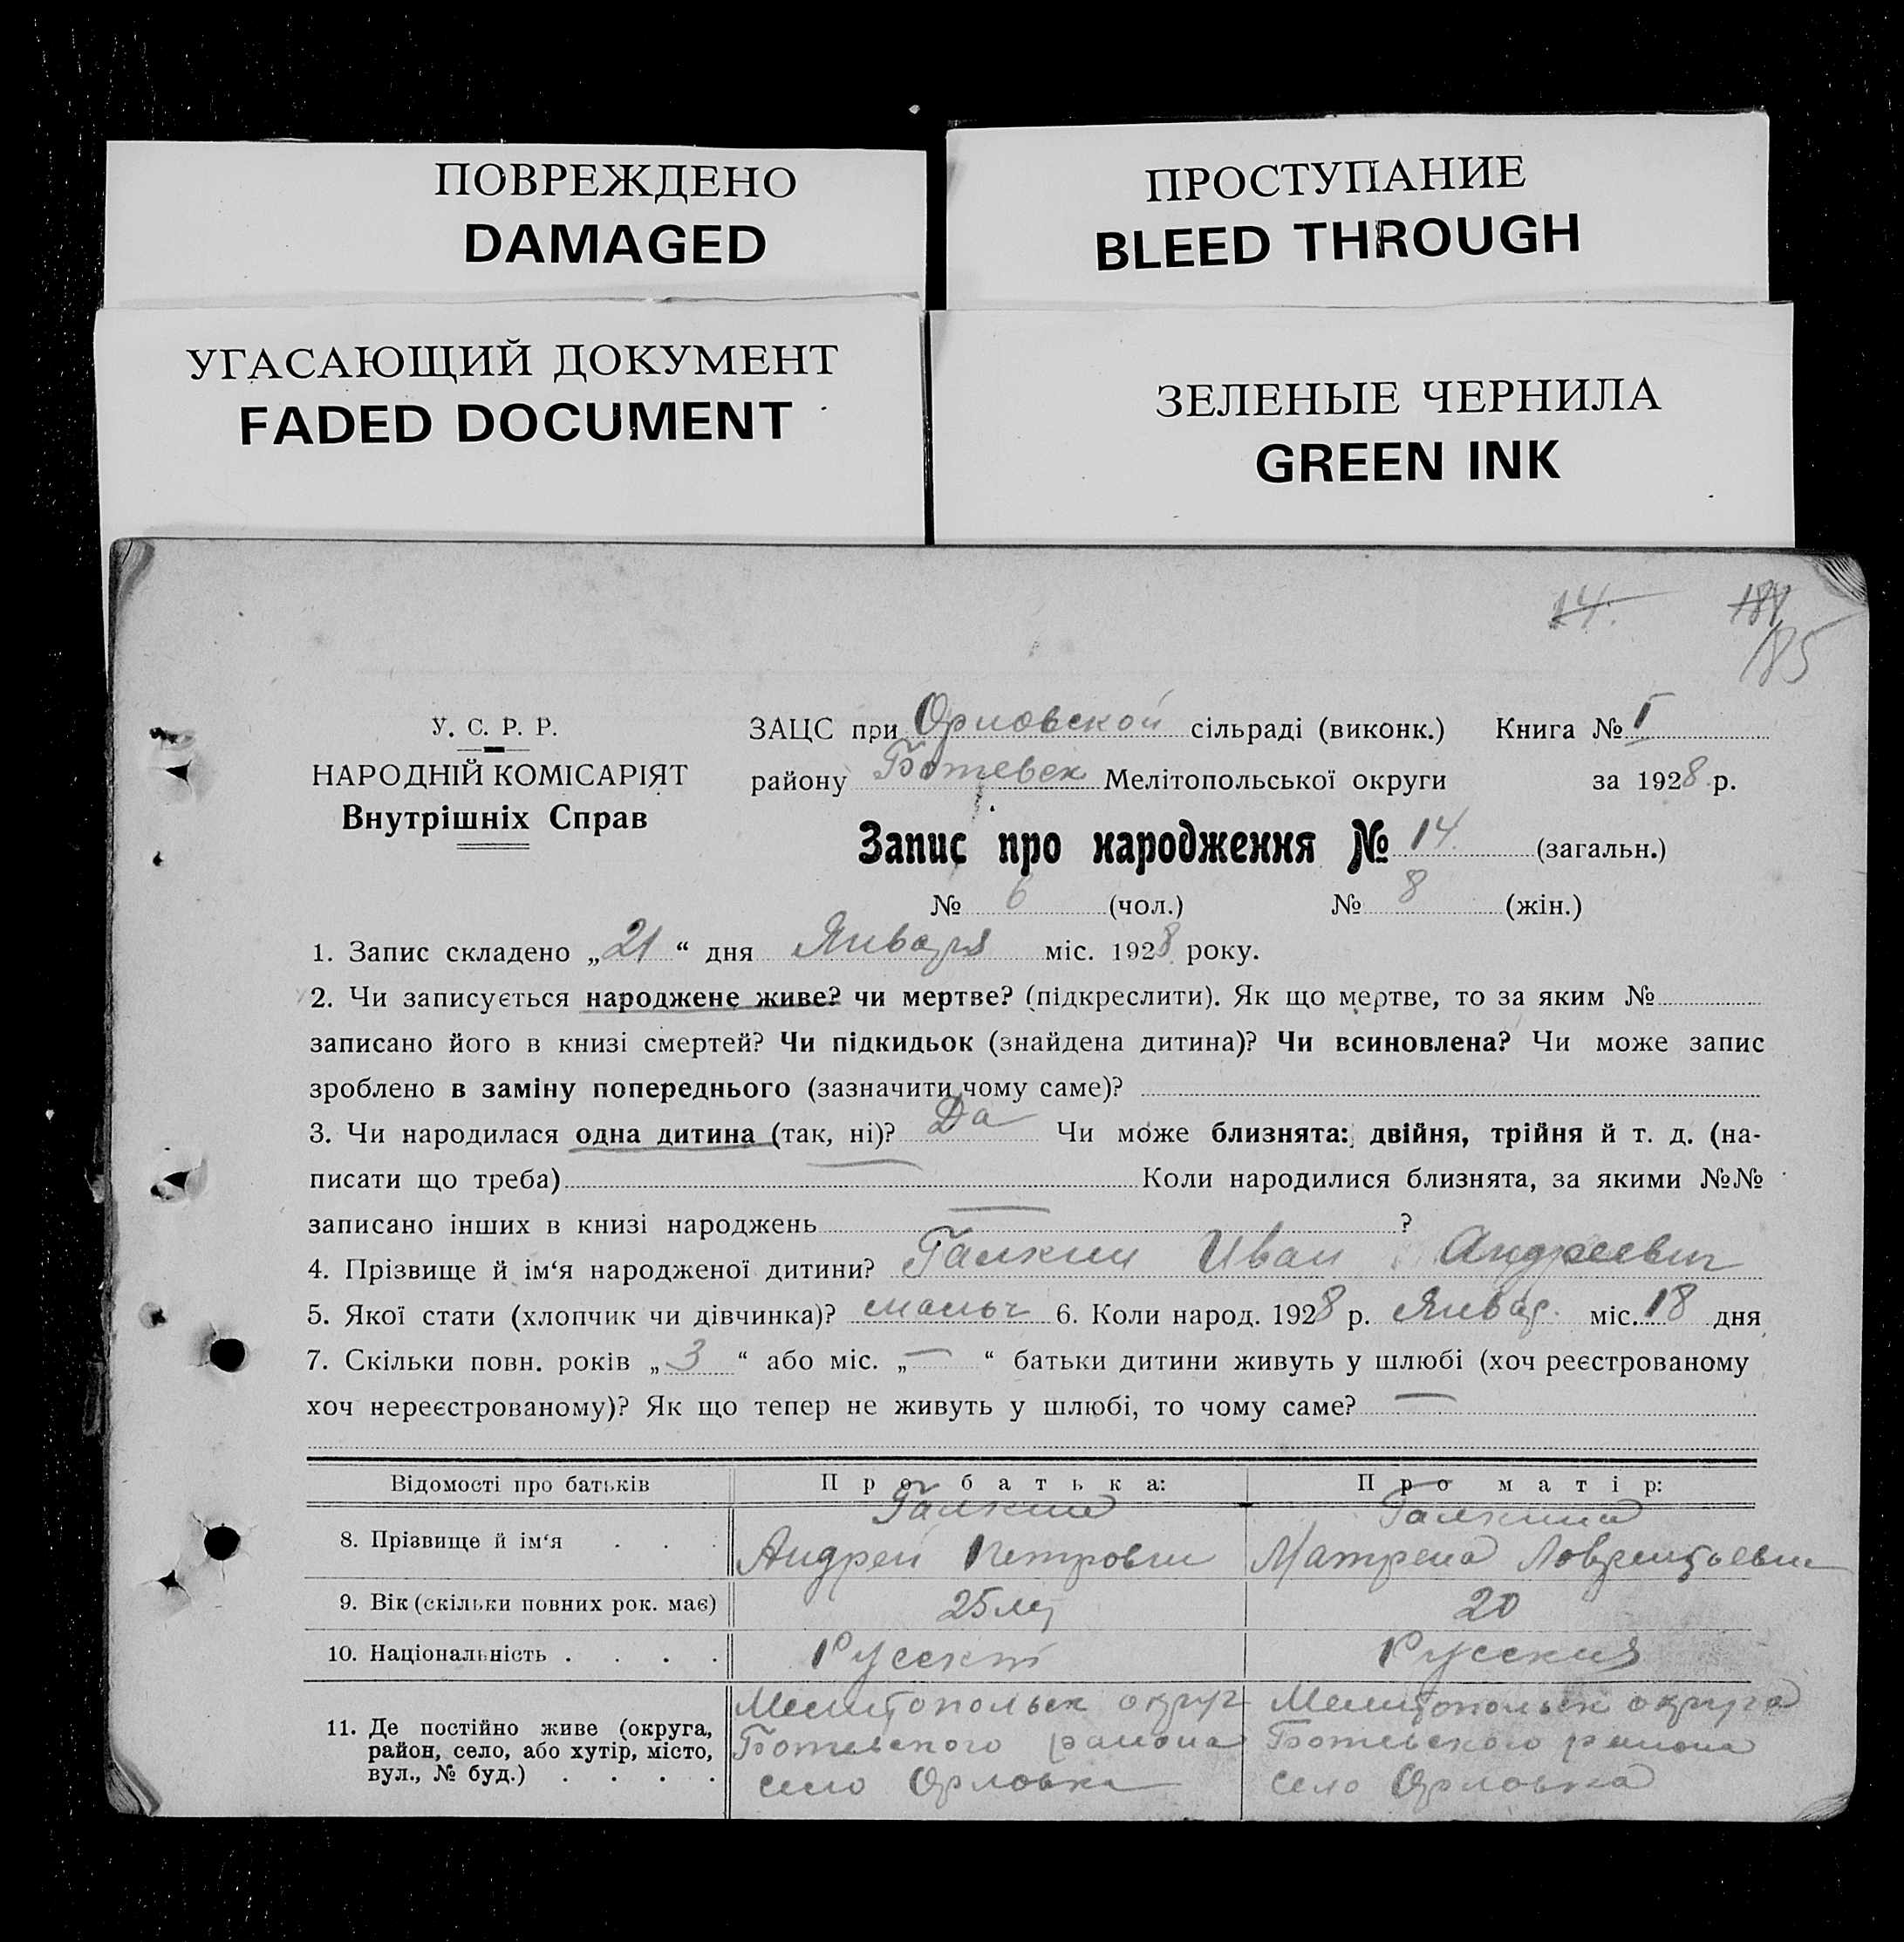 ПОВРЕЖДЕНО
DAMAGED
ПРОСТУПАНИЕ
BLEED THROUGH
УГАСАЮЩИЙ ДОКУМЕНТ
FADED DOCUMENT
ЗЕЛЕНЫЕ ЧЕРНИЛА
GREEN INK
14.
184
185
У. С. Р. Р.
НАРОДНІЙ КОМІСАРІЯТ
Внутрішніх Справ
ЗАЦС при Орловской сільраді (виконк.) Книга № I
району Ботевск Мелітопольської округи за 1928 р.
Запис про народження № 14. (загальн.)
№ 6 (чол.) № 8 (жін.)
1. Запис складено „21“ дня Января міс. 1928 року.
2. Чи записується народжене живе? чи мертве? (підкреслити). Як що мертве, то за яким №
записано його в книзі смертей? Чи підкидьок (знайдена дитина)? Чи всиновлена? Чи може запис
зроблено в заміну попереднього (зазначити чому саме)?
3. Чи народилася одна дитина (так, ні)? Да Чи може близнята: двійня, трійня й т. д. (на-
писати що треба) — Коли народилися близнята, за якими №№
записано інших в книзі народжень — ?
4. Прізвище й ім‘я народженої дитини? Галкин Иван Андреевич
5. Якої стати (хлопчик чи дівчинка)? мальч 6. Коли народ. 1928 р. Январ. міс. 18 дня
7. Скільки повн. років „3“ або міс. „—“ батьки дитини живуть у шлюбі (хоч реєстрованому
хоч нереєстрованому)? Як що тепер не живуть у шлюбі, то чому саме? —
Відомості про батьків Про батька: Про матір:
8. Прізвище й ім‘я . . . Галкин Андрей Петрович Галкина Матрена Лаврентьевн
9. Вік (скільки повних рок. має) 25 лет 20
10. Національність . . . . Русский Русская
11. Де постійно живе (округа, район, село, або хутір, місто, вул., № буд.) . . . .
Мелитопольск округ
Ботевского района
село Орловка
Мелитопольск округа
Ботевского района
село Орловка